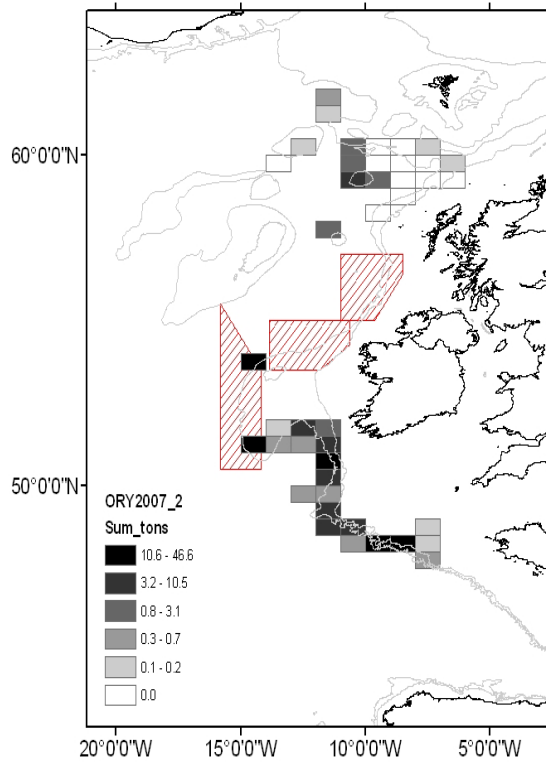 60°0'0"N
50°0'0"N
ORY2007_2
Sum_tons
10.6 - 46.6
3.2 - 10.5
0.8 - 3.1
0.3 - 0.7
0.1 - 0.2
0.0
20°0'0"W 15°0'0"W 10°0'0"W 5°0'0"W